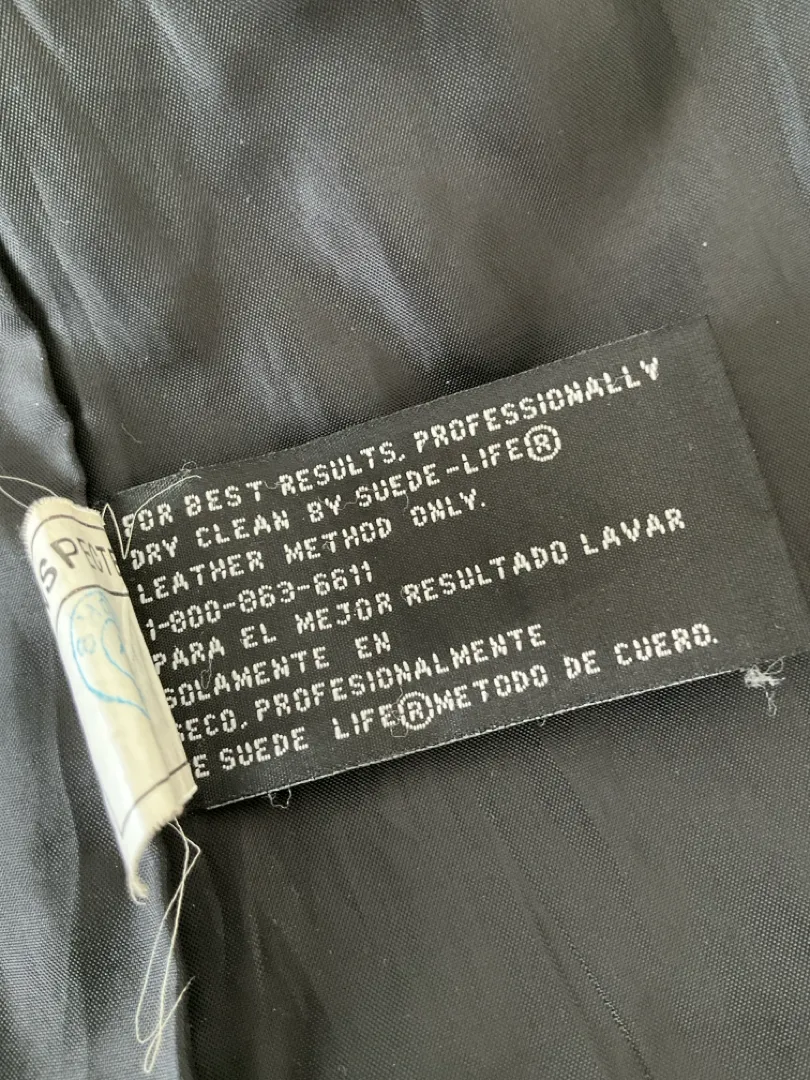 FOR BEST RESULTS, PROFESSIONALLY
DRY CLEAN BY SUEDE-LIFE®
LEATHER METHOD ONLY.
1-800-863-6611
PARA EL MEJOR RESULTADO LAVAR
SOLAMENTE EN
SECO, PROFESIONALMENTE
E SUEDE LIFE® METODO DE CUERO.
SPECTE